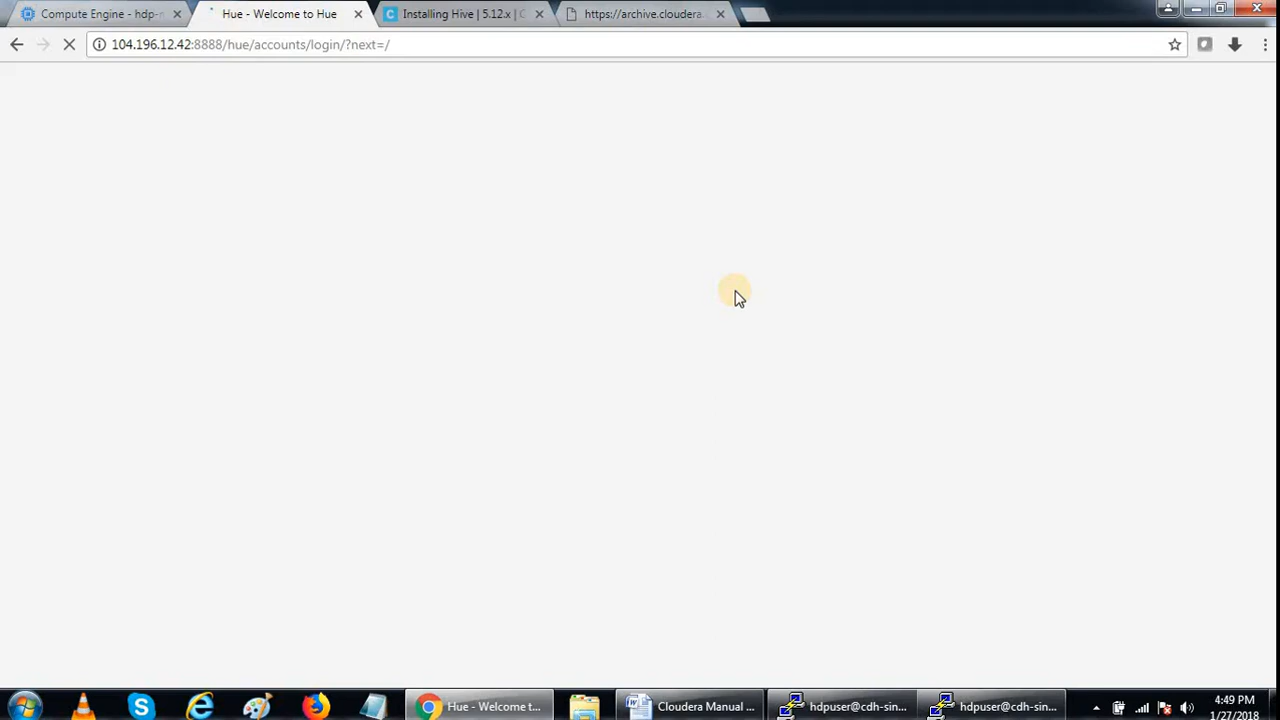 Compute Engine - hdp-n
Hue - Welcome to Hue
Installing Hive | 5.12.x | C
https://archive.cloudera.
104.196.12.42:8888/hue/accounts/login/?next=/
Hue - Welcome t...
Cloudera Manual ...
hdpuser@cdh-sin...
hdpuser@cdh-sin...
4:49 PM
1/27/2018